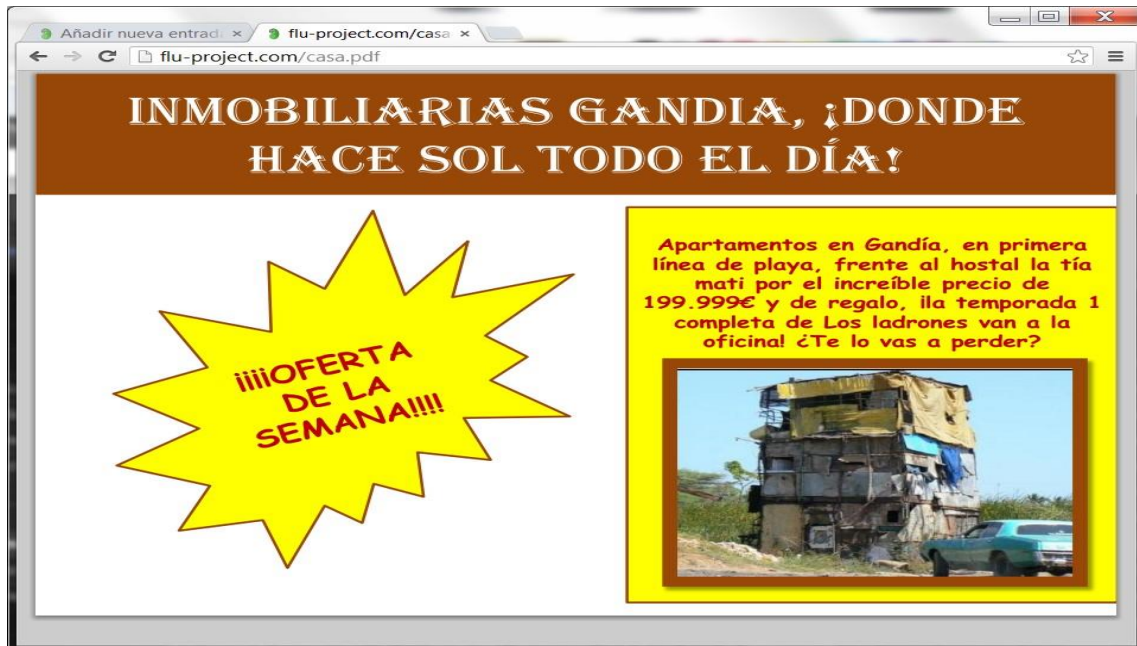 Añadir nueva entrad
flu-project.com/casa
flu-project.com/casa.pdf
INMOBILIARIAS GANDIA, ¡DONDE
HACE SOL TODO EL DÍA!
¡¡¡¡OFERTA
DE LA
SEMANA!!!!
Apartamentos en Gandía, en primera
línea de playa, frente al hostal la tía
mati por el increíble precio de
199.999€ y de regalo, ¡la temporada 1
completa de Los ladrones van a la
oficina! ¿Te lo vas a perder?